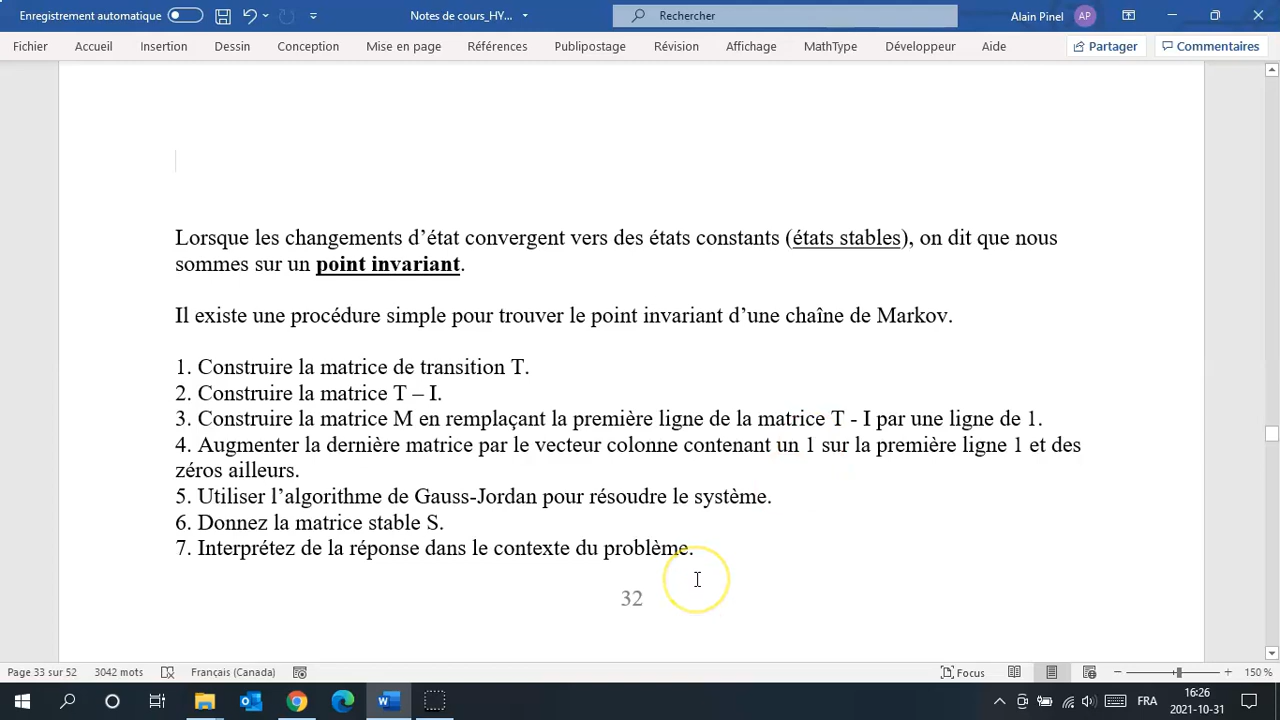 Enregistrement automatique
Notes de cours_HY...
Rechercher
Alain Pinel
AP
Fichier
Accueil
Insertion
Dessin
Conception
Mise en page
Références
Publipostage
Révision
Affichage
MathType
Développeur
Aide
Partager
Commentaires
Lorsque les changements d’état convergent vers des états constants (états stables), on dit que nous
sommes sur un point invariant.
Il existe une procédure simple pour trouver le point invariant d’une chaîne de Markov.
1. Construire la matrice de transition T.
2. Construire la matrice T – I.
3. Construire la matrice M en remplaçant la première ligne de la matrice T - I par une ligne de 1.
4. Augmenter la dernière matrice par le vecteur colonne contenant un 1 sur la première ligne 1 et des
zéros ailleurs.
5. Utiliser l’algorithme de Gauss-Jordan pour résoudre le système.
6. Donnez la matrice stable S.
7. Interprétez de la réponse dans le contexte du problème.
32
Page 33 sur 52
3042 mots
Français (Canada)
Focus
150 %
FRA
16:26
2021-10-31